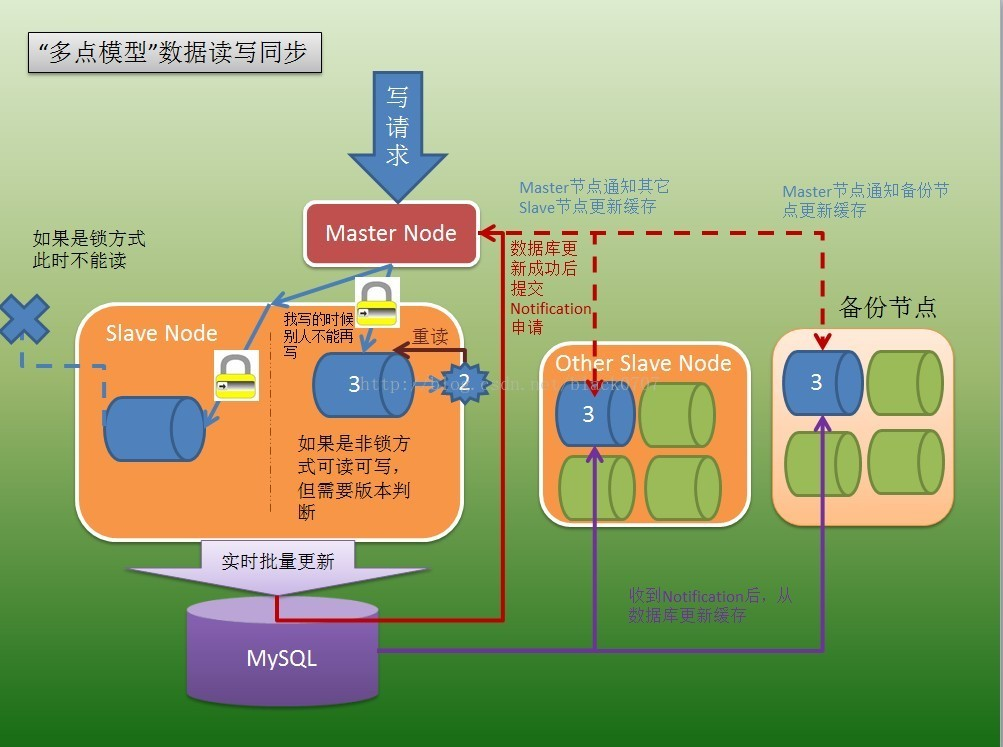 “多点模型”数据读写同步
写
请
求
Master节点通知其它
Slave节点更新缓存
Master节点通知备份节
点更新缓存
Master Node
如果是锁方式
此时不能读
数据库更
新成功后
提交
Notification
申请
备份节点
Slave Node
我写的时候
别人不能再
写
重读
Other Slave Node
3
2
3
3
http://blog.csdn.net/black0707
如果是非锁方
式可读可写，
但需要版本判
断
实时批量更新
收到Notification后，从
数据库更新缓存
MySQL